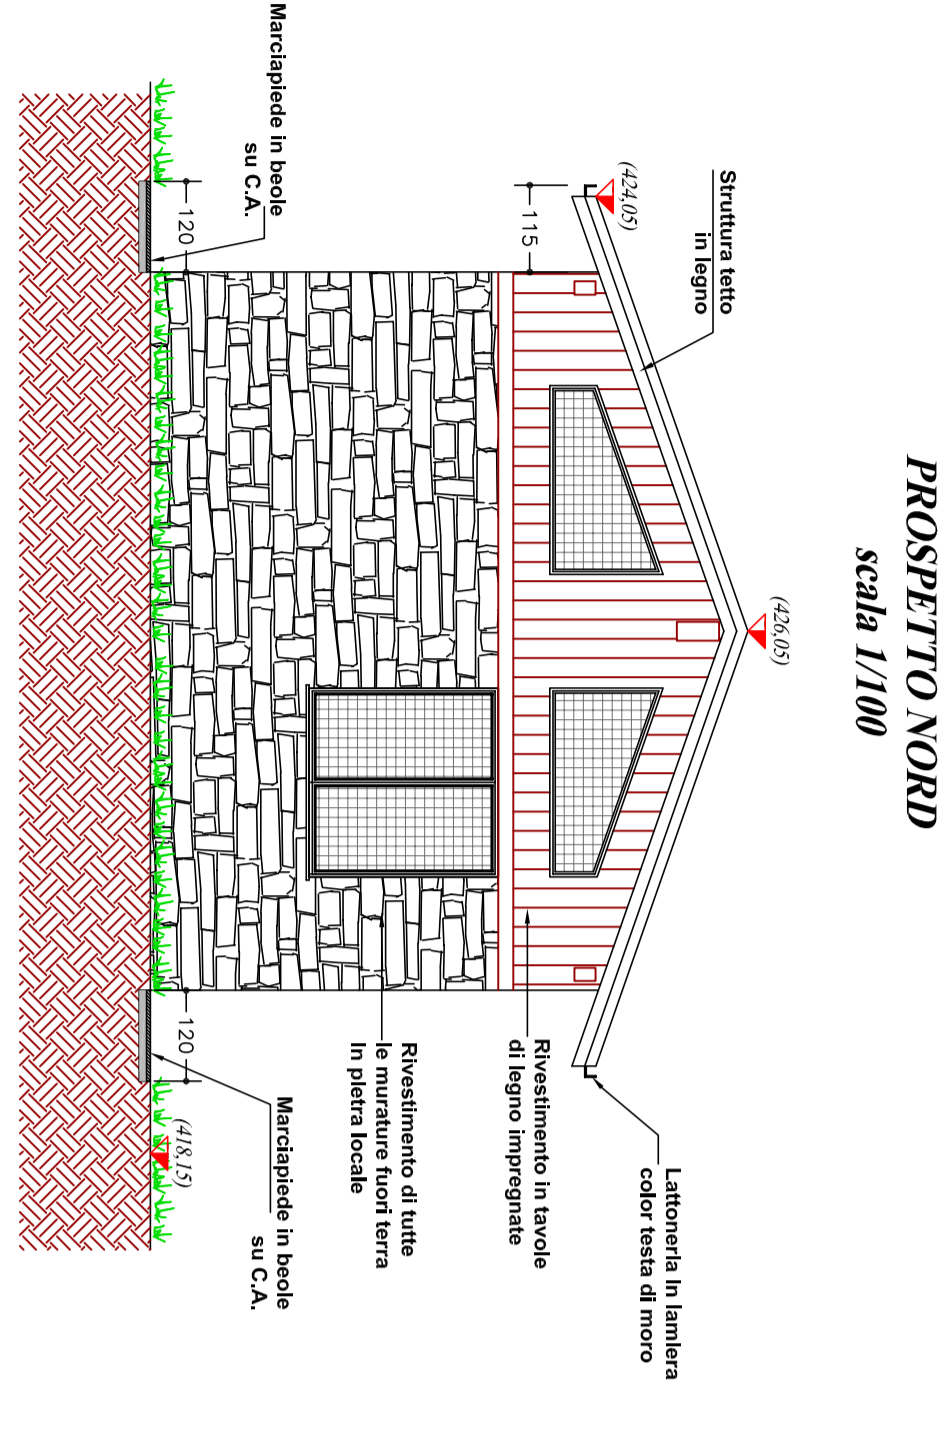 PROSPETTO NORD
scala 1/100
(426,05)
Struttura tetto
in legno
(424,05)
115
Lattoneria In lamiera
color testa di moro
Rivestimento in tavole
di legno impregnate
Rivestimento di tutte
le murature fuori terra
In pietra locale
Marciapiede in beole
su C.A.
120
120
(418,15)
Marciapiede in beole
su C.A.